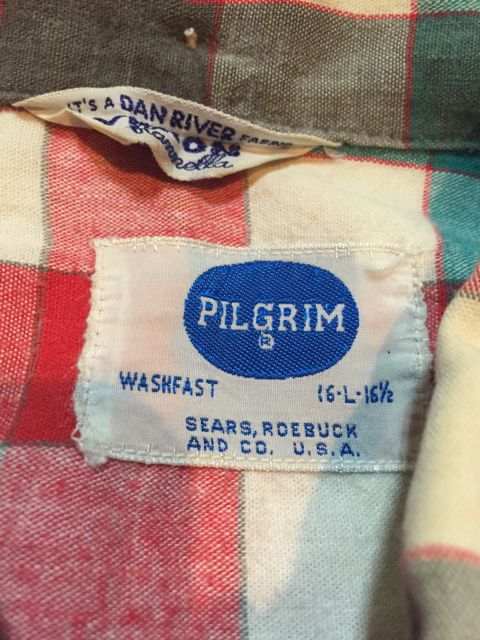 IT'S A DAN RIVER FABRIC
PILGRIM
®
WASHFAST 16-L-16½
SEARS, ROEBUCK
AND CO. U.S.A.